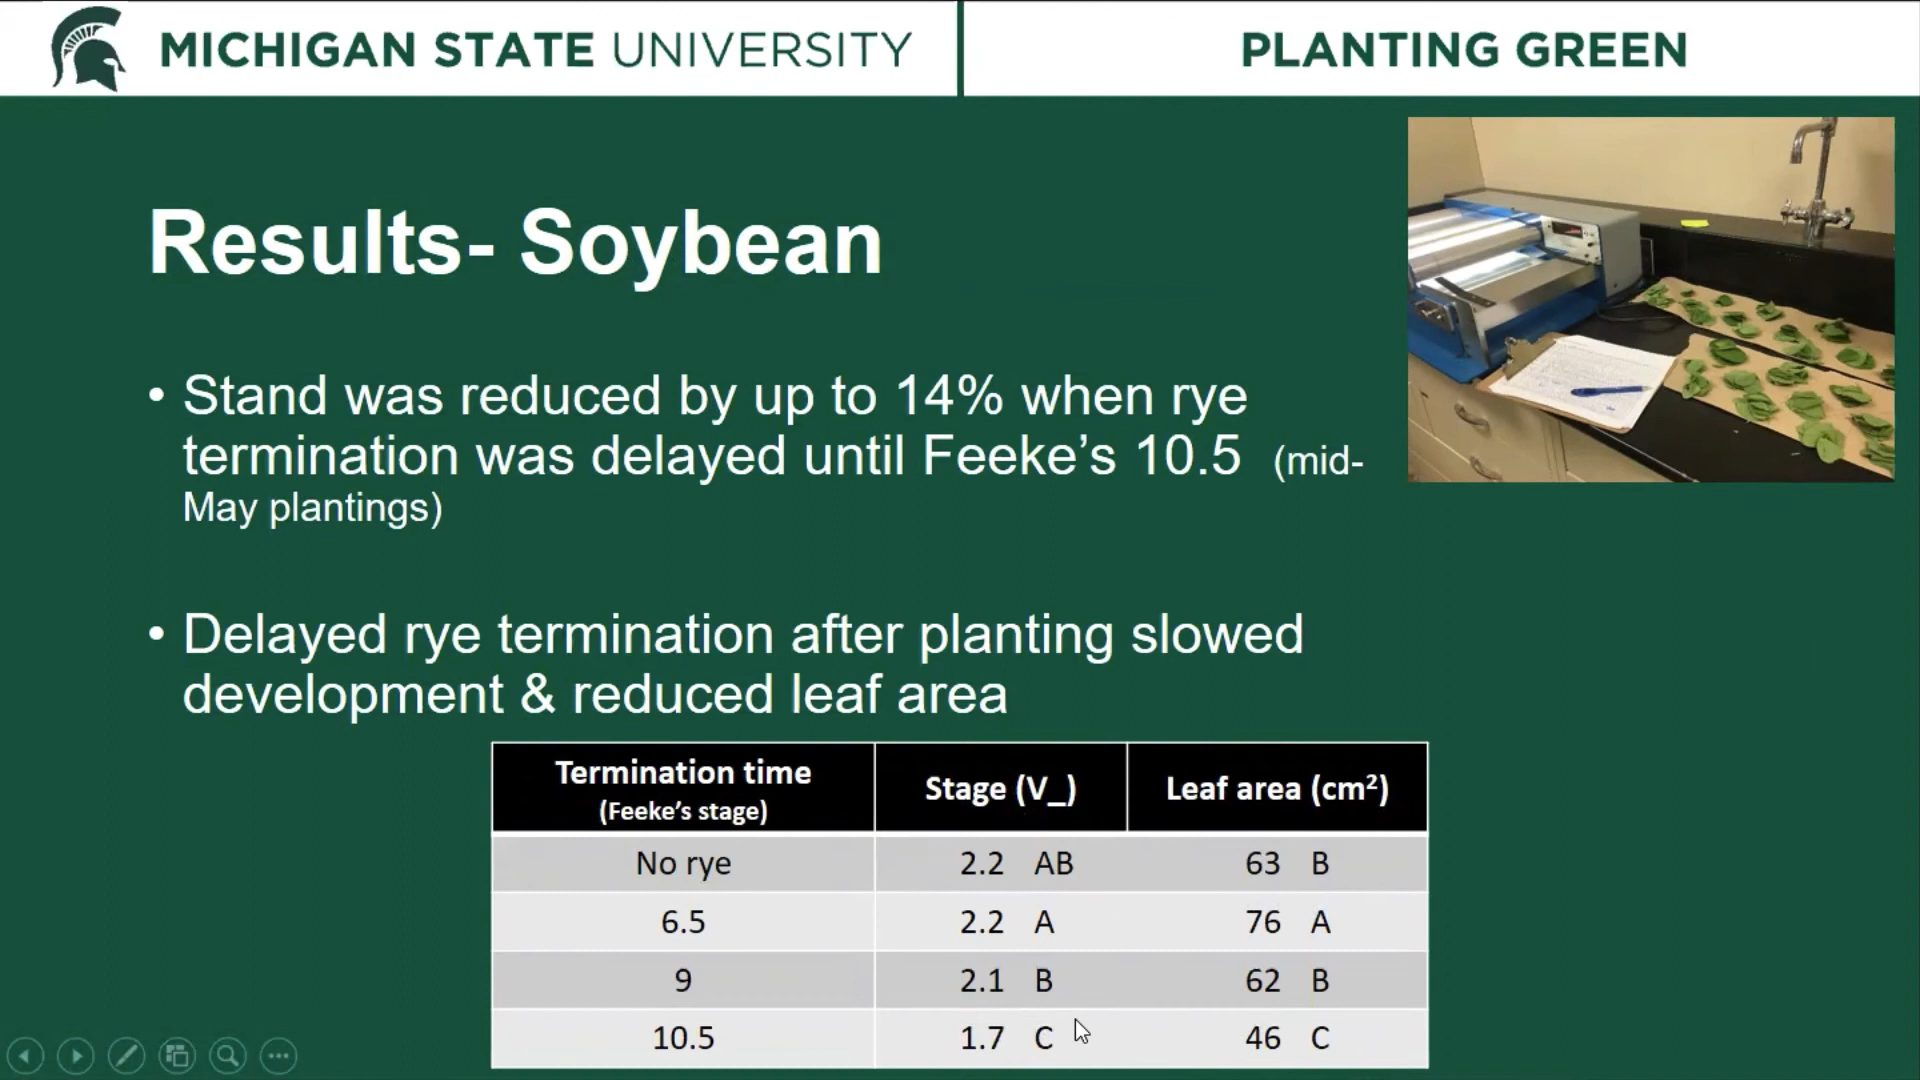 MICHIGAN STATE UNIVERSITY
PLANTING GREEN
Results- Soybean
• Stand was reduced by up to 14% when rye
termination was delayed until Feeke’s 10.5 (mid-
May plantings)
• Delayed rye termination after planting slowed
development & reduced leaf area
Termination time Stage (V_) Leaf area (cm²)
(Feeke’s stage)
No rye 2.2 AB 63 B
6.5 2.2 A 76 A
9 2.1 B 62 B
10.5 1.7 C 46 C